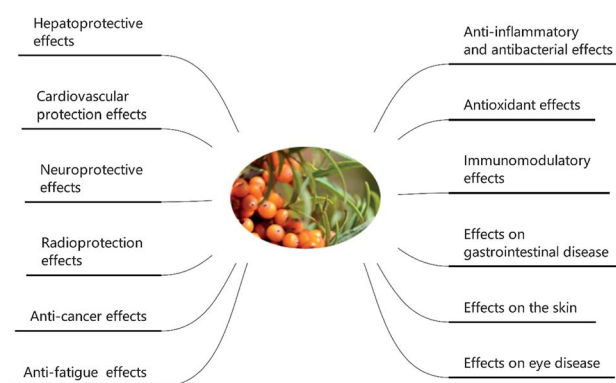 Hepatoprotective
effects
Cardiovascular
protection effects
Neuroprotective
effects
Radioprotection
effects
Anti-cancer effects
Anti-fatigue effects
Anti-inflammatory
and antibacterial effects
Antioxidant effects
Immunomodulatory
effects
Effects on
gastrointestinal disease
Effects on the skin
Effects on eye disease